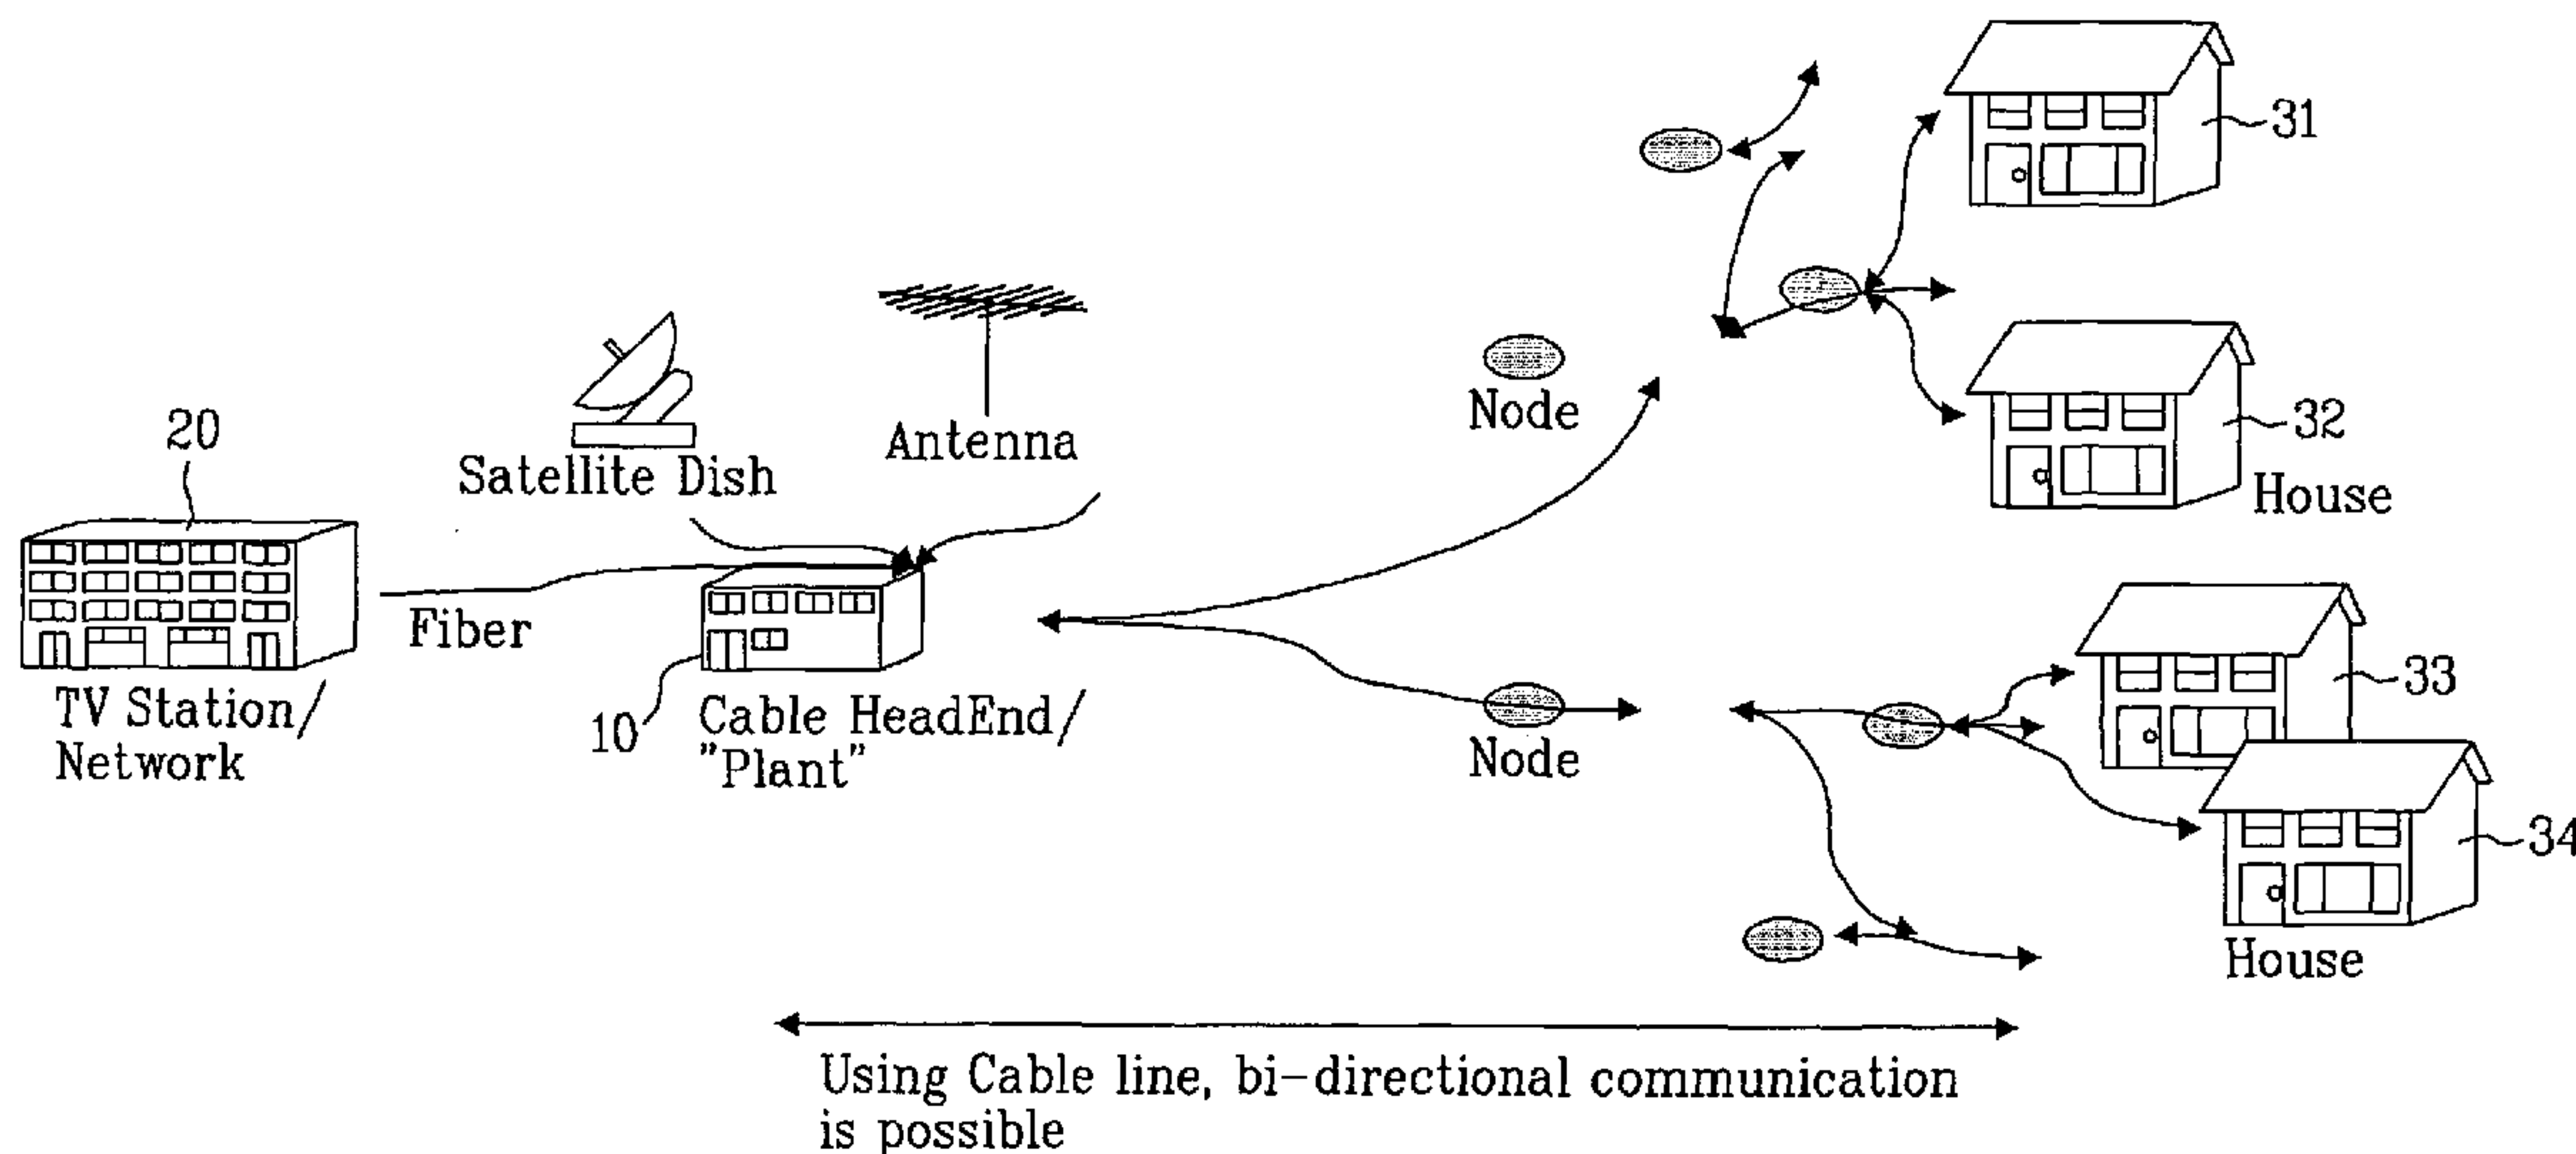 31
Antenna
Node
32
House
20
Satellite Dish
Fiber
TV Station/
Network
10
Cable HeadEnd/
"Plant"
Node
33
34
House
Using Cable line, bi-directional communication
is possible